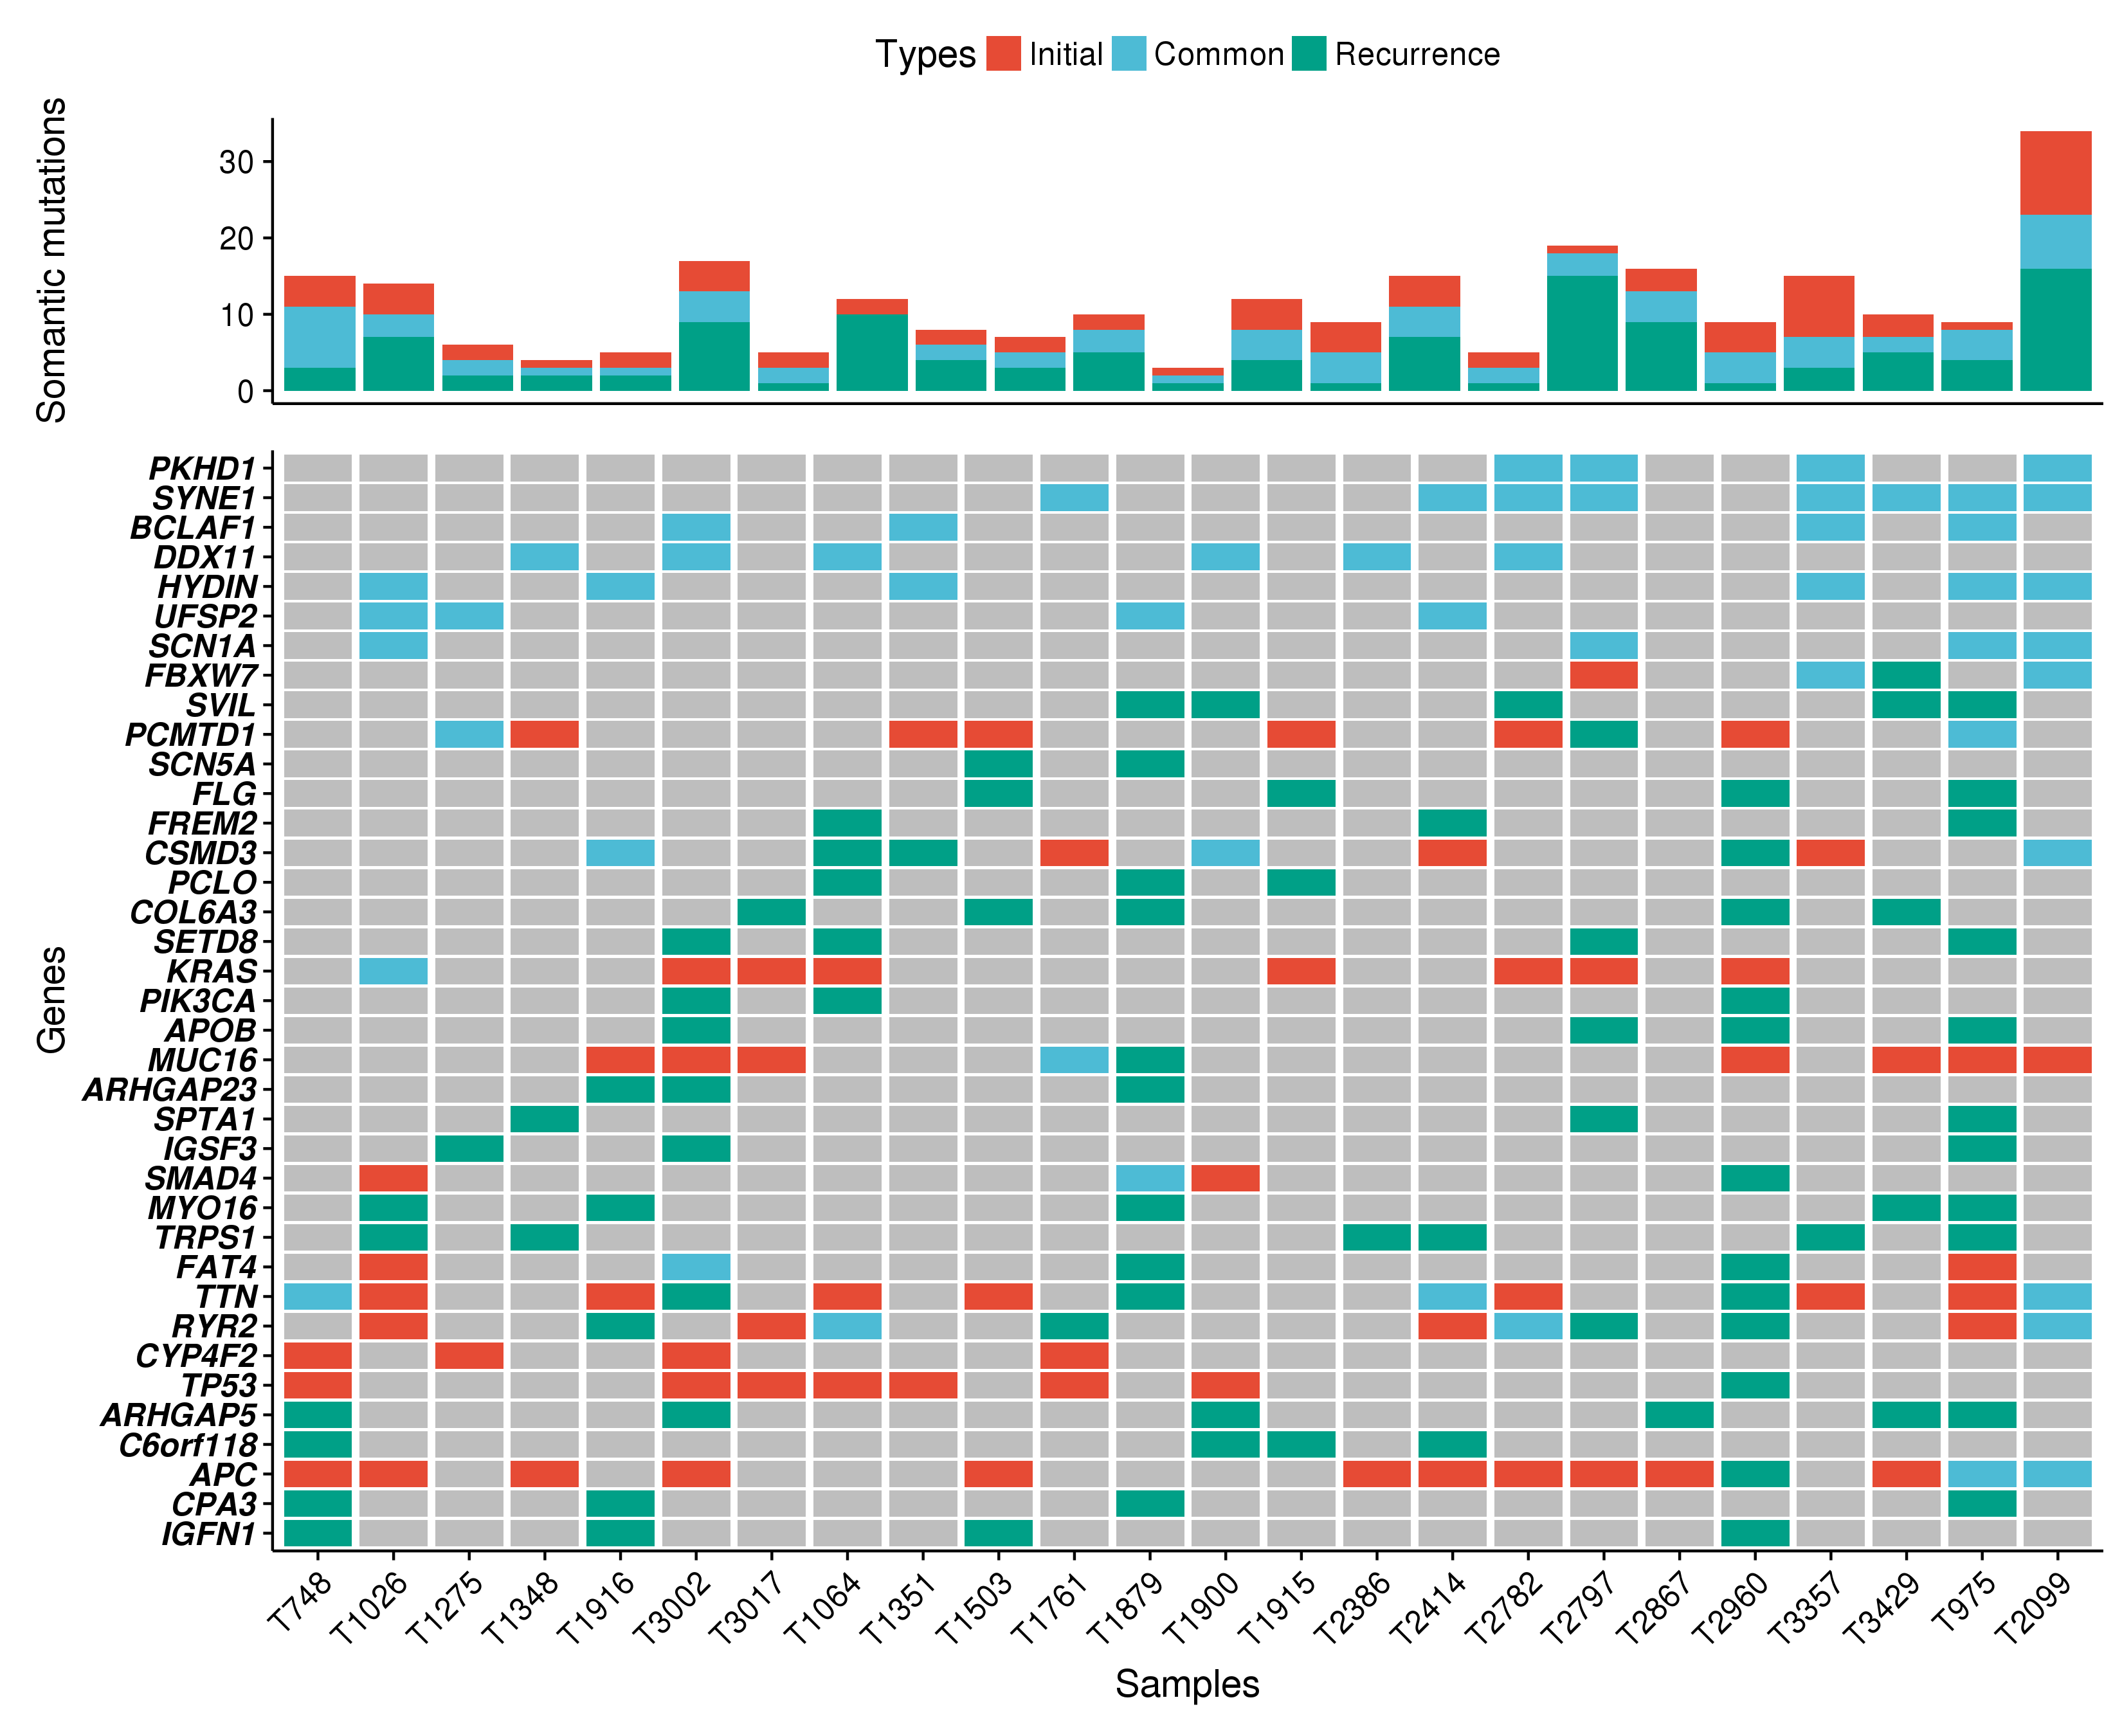 Types Initial Common Recurrence
Somantic mutations
30
20
10
0
Genes
PKHD1
SYNE1
BCLAF1
DDX11
HYDIN
UFSP2
SCN1A
FBXW7
SVIL
PCMTD1
SCN5A
FLG
FREM2
CSMD3
PCLO
COL6A3
SETD8
KRAS
PIK3CA
APOB
MUC16
ARHGAP23
SPTA1
IGSF3
SMAD4
MYO16
TRPS1
FAT4
TTN
RYR2
CYP4F2
TP53
ARHGAP5
C6orf118
APC
CPA3
IGFN1
T748 T1026 T1275 T1348 T1916 T3002 T3017 T1064 T1351 T1503 T1761 T1879 T1900 T1915 T2386 T2414 T2782 T2797 T2867 T2960 T3357 T3429 T975 T2099
Samples